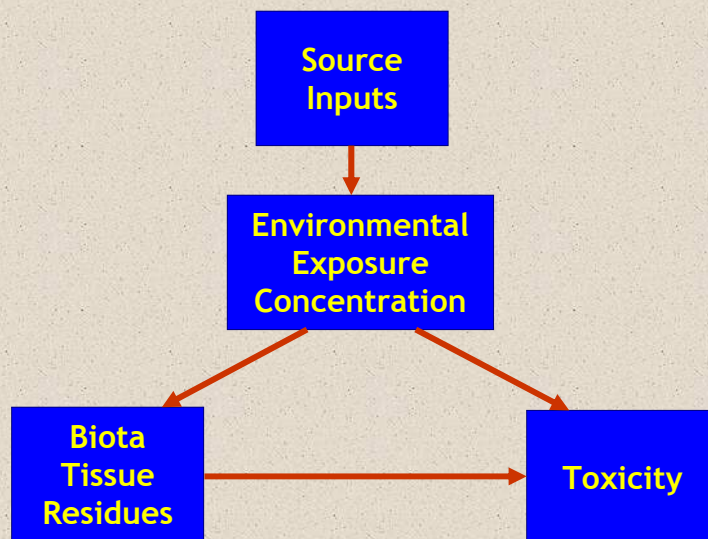 Source
Inputs
Environmental
Exposure
Concentration
Biota
Tissue
Residues
Toxicity